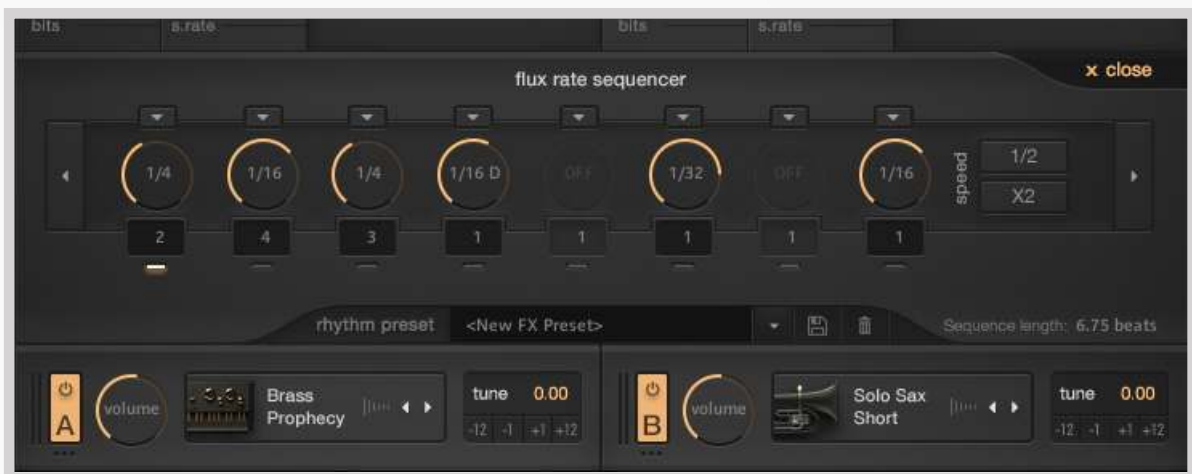 bits s.rate bits s.rate
x close
flux rate sequencer
1/4 1/16 1/4 1/16 D OFF 1/32 OFF 1/16
speed
1/2
X2
2 4 3 1 1 1 1 1
rhythm preset <New FX Preset> Sequence length: 6.75 beats
A volume Brass Prophecy tune 0.00
-12 -1 +1 +12
B volume Solo Sax Short tune 0.00
-12 -1 +1 +12